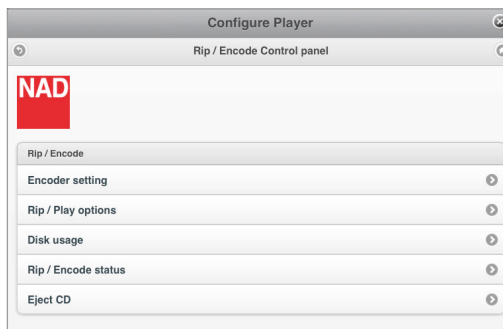 Configure Player
Rip / Encode Control panel
NAD
Rip / Encode
Encoder setting
Rip / Play options
Disk usage
Rip / Encode status
Eject CD